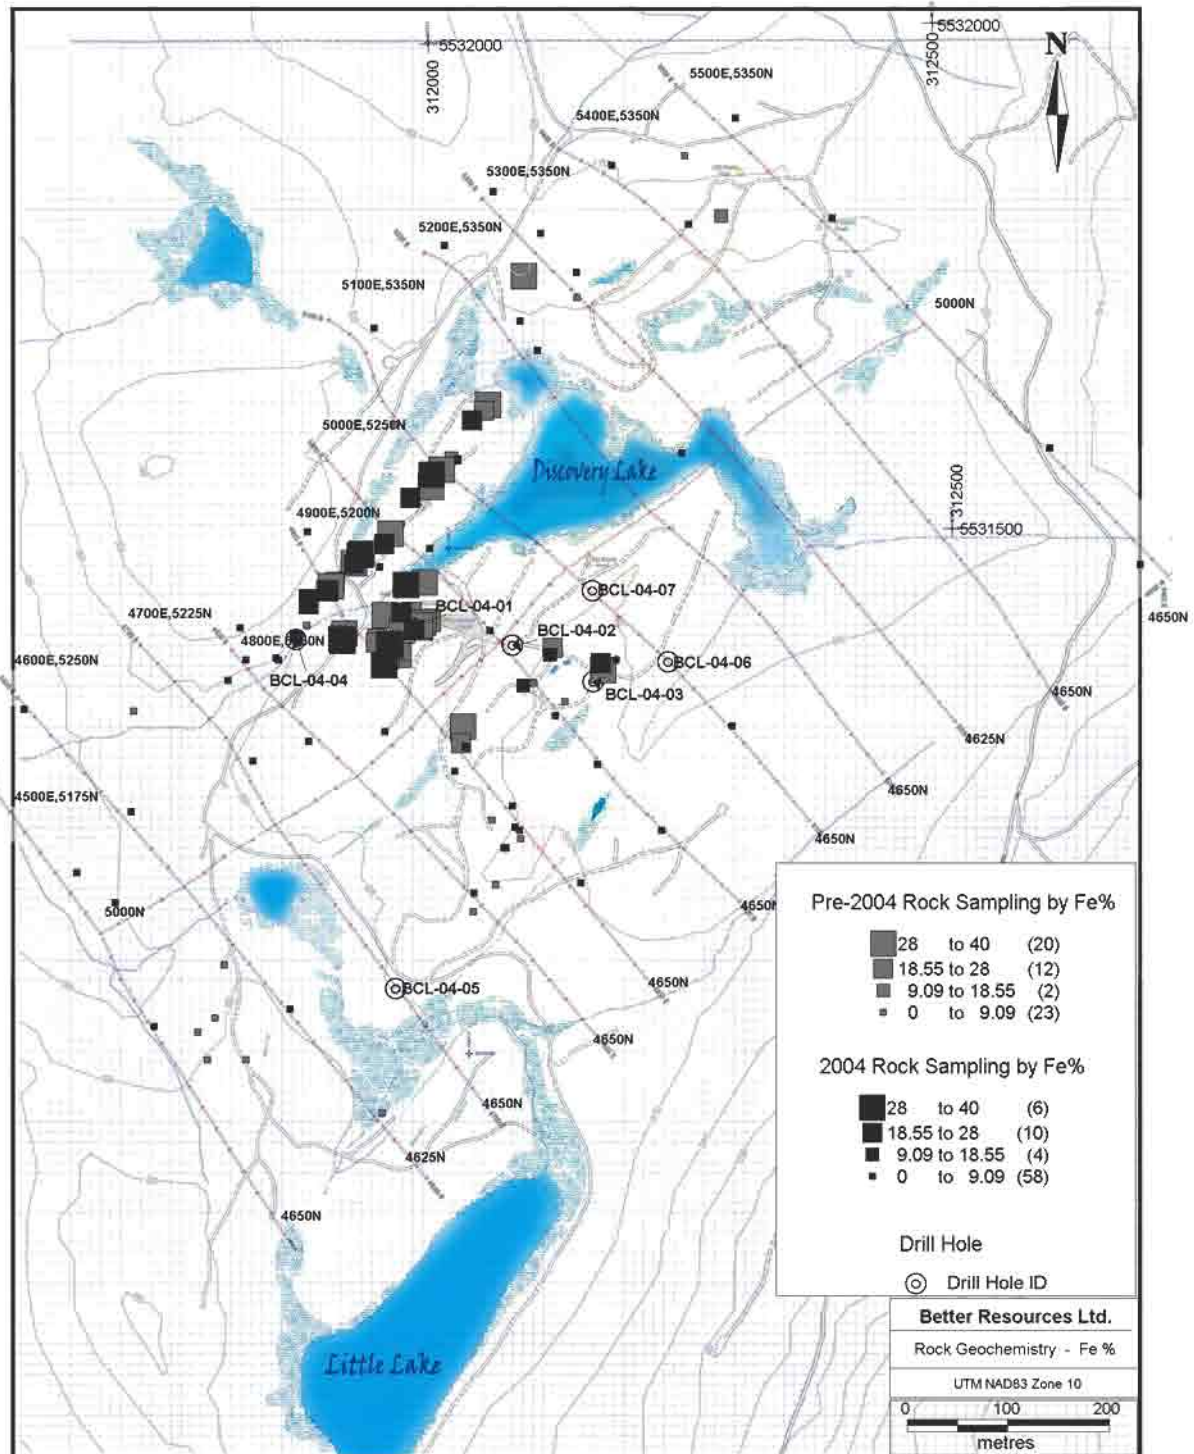 5532000
5532000
312000
312500
N
5500E,5350N
5400E,5350N
5300E,5350N
5200E,5350N
5100E,5350N
5000N
5000E,5250N
Discovery Lake
312500
4900E,5200N
5531500
BCL-04-07
4700E,5225N
BCL-04-01
4650N
BCL-04-02
BCL-04-06
4600E,5250N
BCL-04-04
BCL-04-03
4650N
4625N
4650N
4500E,5175N
4650N
5000N
4650N
4650N
BCL-04-05
4650N
4650N
4625N
4650N
Little Lake
Pre-2004 Rock Sampling by Fe%
28 to 40 (20)
18.55 to 28 (12)
9.09 to 18.55 (2)
0 to 9.09 (23)
2004 Rock Sampling by Fe%
28 to 40 (6)
18.55 to 28 (10)
9.09 to 18.55 (4)
0 to 9.09 (58)
Drill Hole
Drill Hole ID
Better Resources Ltd.
Rock Geochemistry - Fe %
UTM NAD83 Zone 10
0 100 200
metres